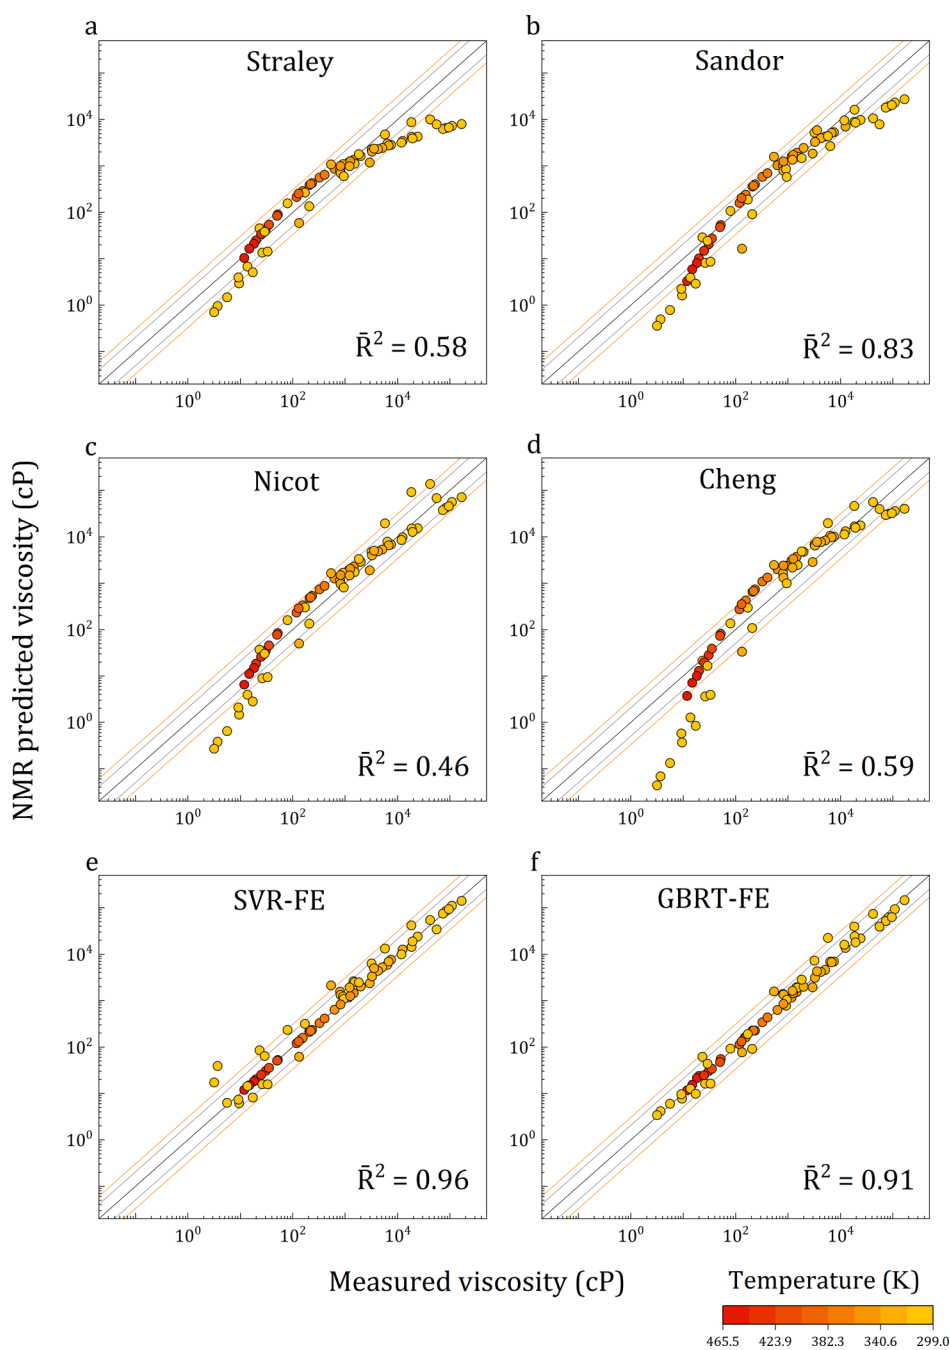 a
b
Straley
Sandor
10^4
10^2
10^0
R̄^2 = 0.58
10^0 10^2 10^4
10^4
10^2
10^0
R̄^2 = 0.83
10^0 10^2 10^4
NMR predicted viscosity (cP)
c
d
Nicot
Cheng
10^4
10^2
10^0
R̄^2 = 0.46
10^0 10^2 10^4
10^4
10^2
10^0
R̄^2 = 0.59
10^0 10^2 10^4
e
f
SVR-FE
GBRT-FE
10^4
10^2
10^0
R̄^2 = 0.96
10^0 10^2 10^4
10^4
10^2
10^0
R̄^2 = 0.91
10^0 10^2 10^4
Measured viscosity (cP)
Temperature (K)
465.5 423.9 382.3 340.6 299.0